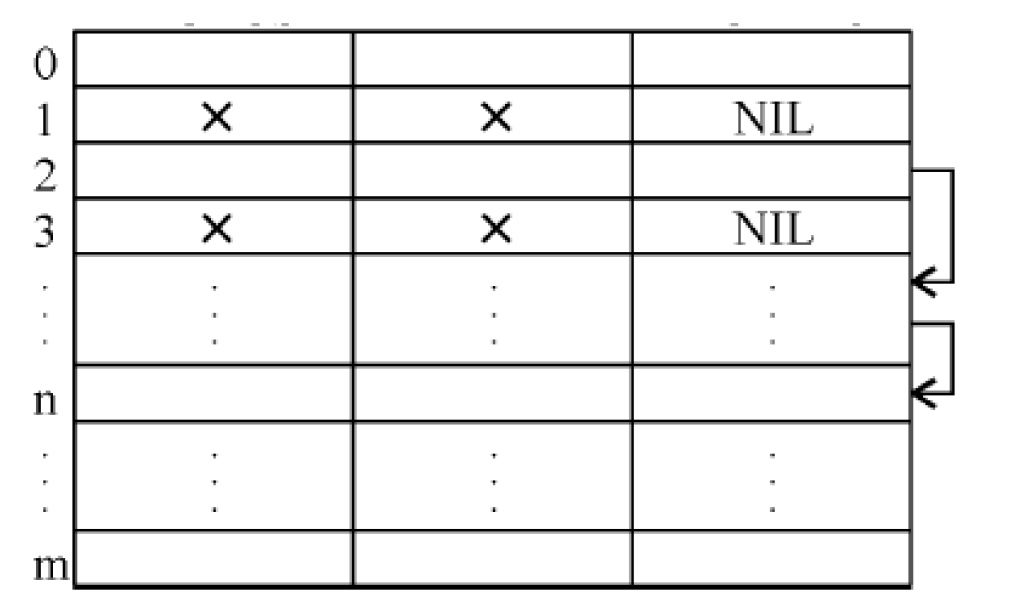 0
1 × × NIL
2
3 × × NIL
. . . .
. . . .
. . . .
n
. . . .
. . . .
. . . .
m